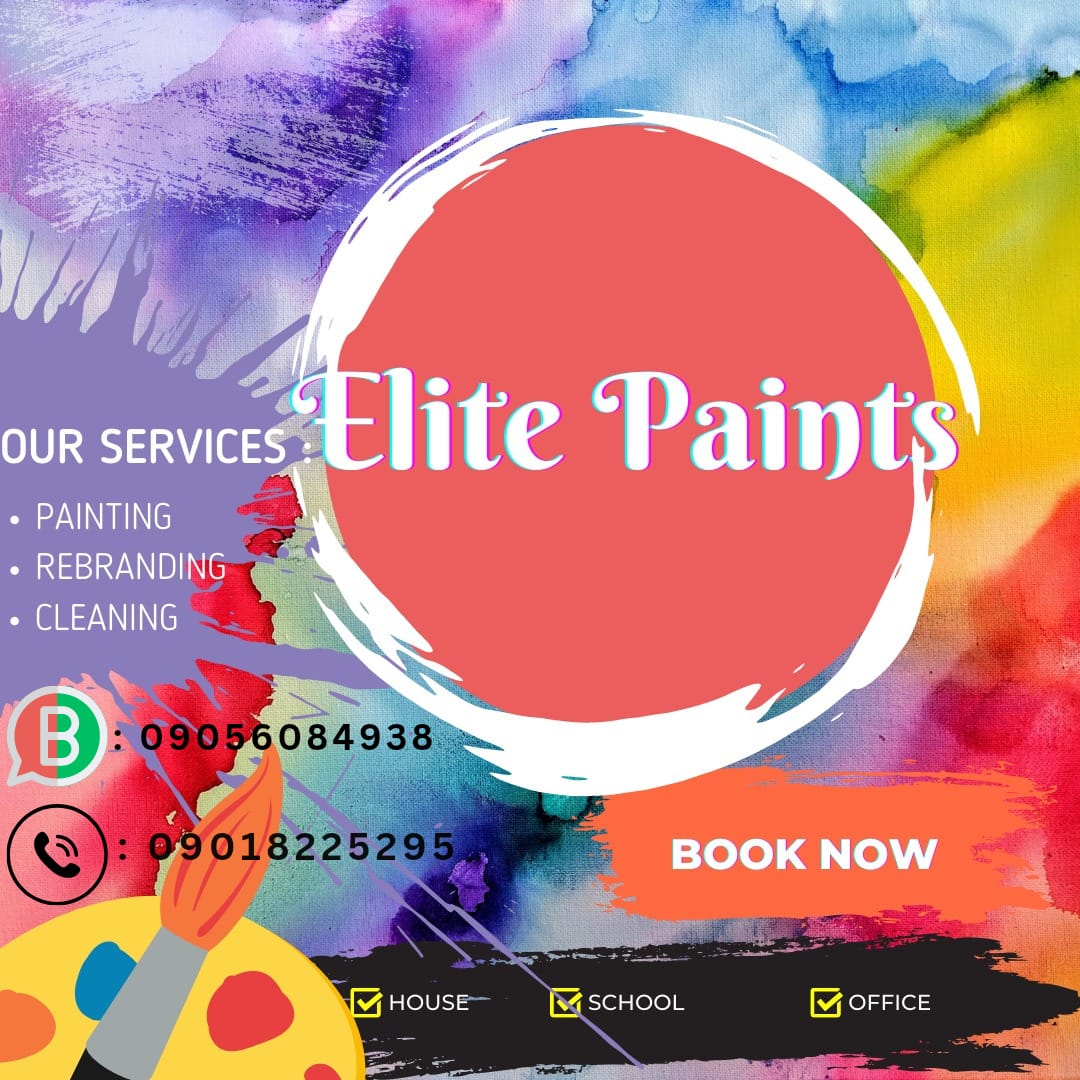 Elite Paints
OUR SERVICES :
• PAINTING
• REBRANDING
• CLEANING
B : 09056084938
: 09018225295
BOOK NOW
HOUSE SCHOOL OFFICE